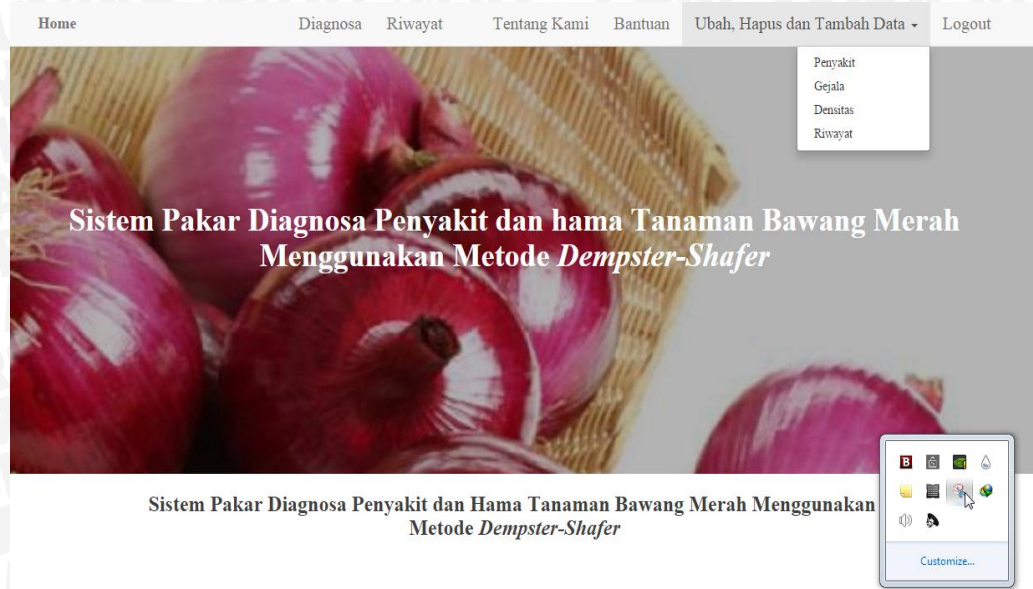 Home Diagnosa Riwayat Tentang Kami Bantuan Ubah, Hapus dan Tambah Data Logout
Penyakit
Gejala
Densitas
Riwayat
Sistem Pakar Diagnosa Penyakit dan hama Tanaman Bawang Merah
Menggunakan Metode Dempster-Shafer
Sistem Pakar Diagnosa Penyakit dan Hama Tanaman Bawang Merah Menggunakan
Metode Dempster-Shafer
B
Customize...